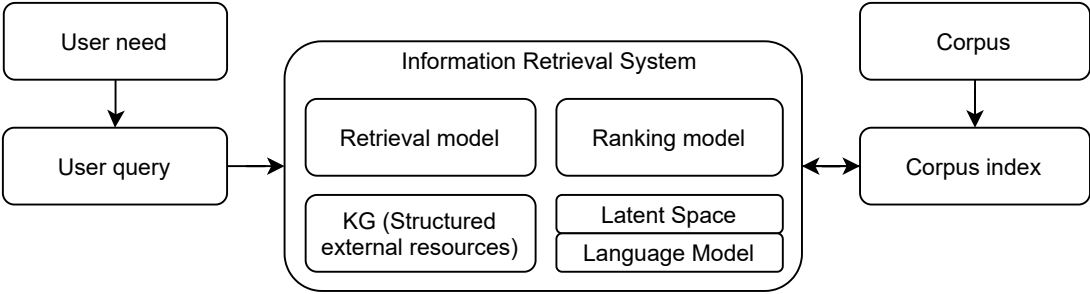 User need
User query
Information Retrieval System
Retrieval model
Ranking model
KG (Structured
external resources)
Latent Space
Language Model
Corpus
Corpus index